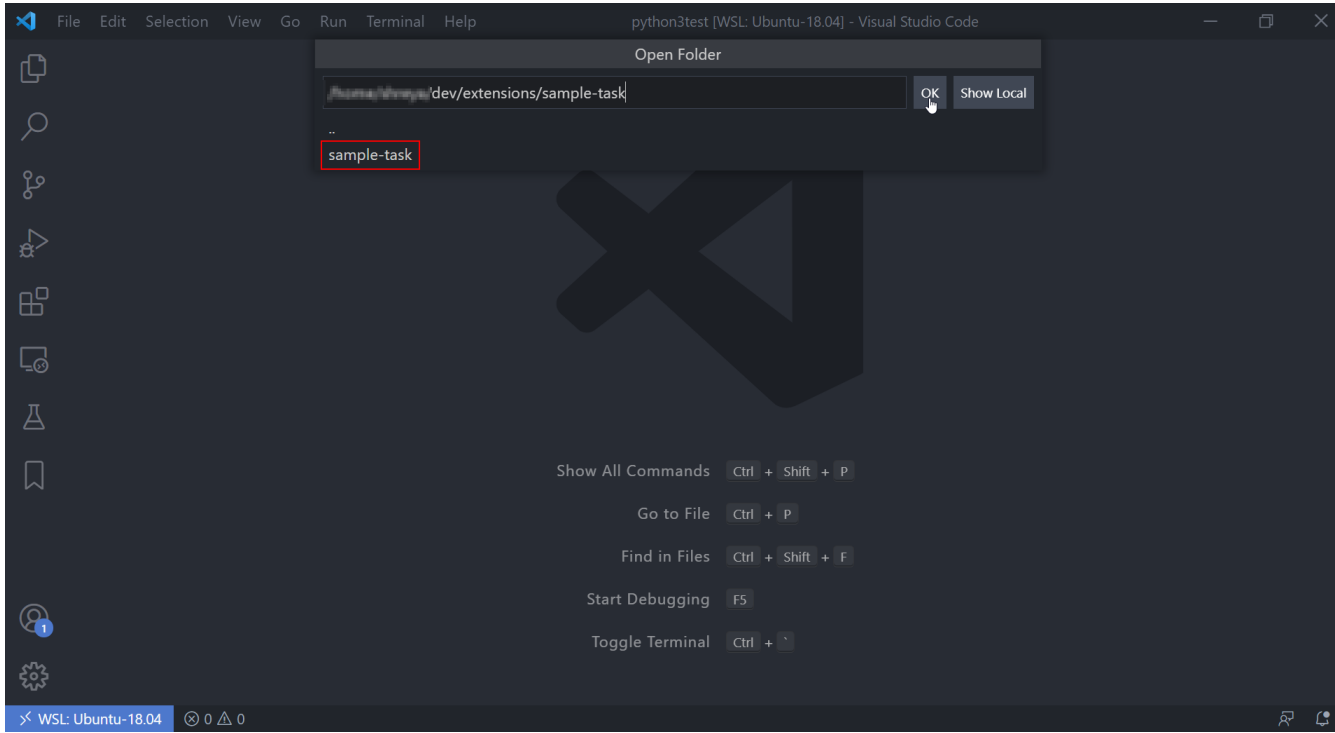 File Edit Selection View Go Run Terminal Help python3test [WSL: Ubuntu-18.04] - Visual Studio Code
Open Folder
/dev/extensions/sample-task
OK
Show Local
..
sample-task
Show All Commands Ctrl + Shift + P
Go to File Ctrl + P
Find in Files Ctrl + Shift + F
Start Debugging F5
Toggle Terminal Ctrl + `
1
WSL: Ubuntu-18.04 0 0